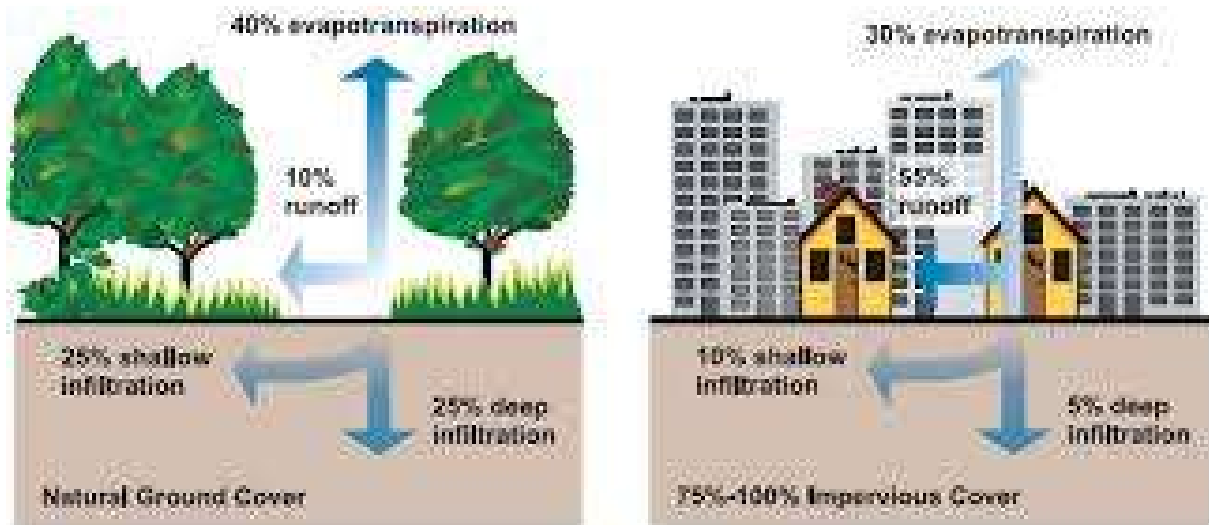 40% evapotranspiration
10%
runoff
25% shallow
infiltration
25% deep
infiltration
Natural Ground Cover
30% evapotranspiration
55%
runoff
10% shallow
infiltration
5% deep
infiltration
75%-100% Impervious Cover